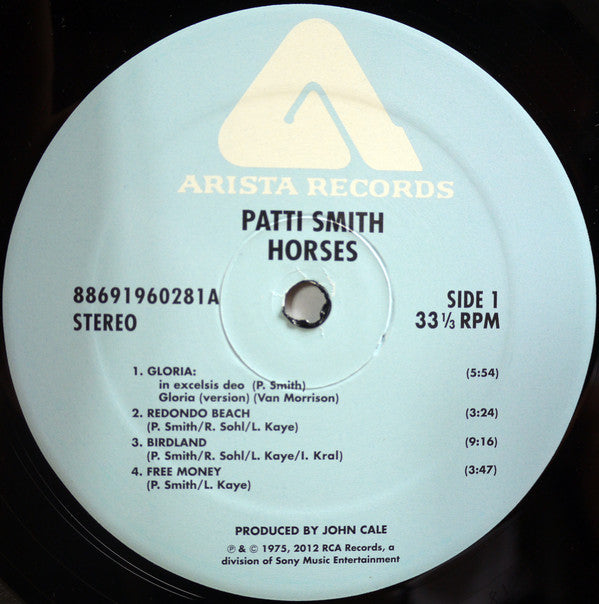 ARISTA RECORDS
PATTI SMITH
HORSES
88691960281A
STEREO
SIDE 1
33 1/3 RPM
1. GLORIA: (5:54)
in excelsis deo (P. Smith)
Gloria (version) (Van Morrison)
2. REDONDO BEACH (3:24)
(P. Smith/R. Sohl/L. Kaye)
3. BIRDLAND (9:16)
(P. Smith/R. Sohl/L. Kaye/I. Kral)
4. FREE MONEY (3:47)
(P. Smith/L. Kaye)
PRODUCED BY JOHN CALE
℗ & © 1975, 2012 RCA Records, a
division of Sony Music Entertainment